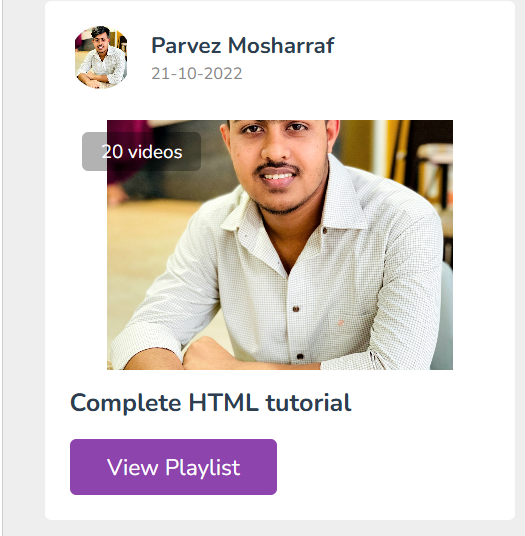 Parvez Mosharraf
21-10-2022
20 videos
Complete HTML tutorial
View Playlist